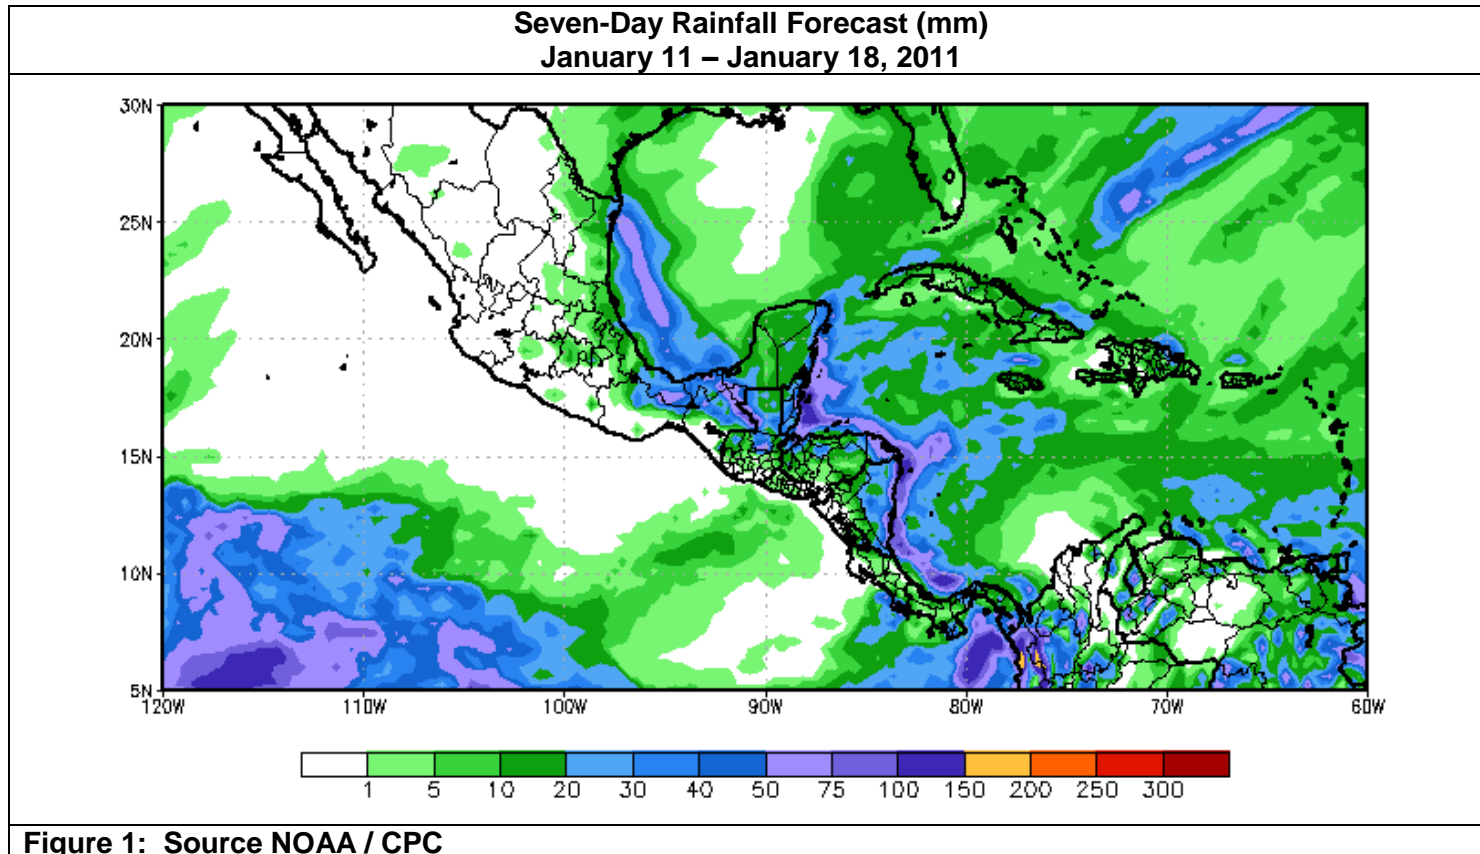 Seven-Day Rainfall Forecast (mm)
January 11 – January 18, 2011
30N
25N
20N
15N
10N
5N
120W 110W 100W 90W 80W 70W 60W
1 5 10 20 30 40 50 75 100 150 200 250 300
Figure 1: Source NOAA / CPC